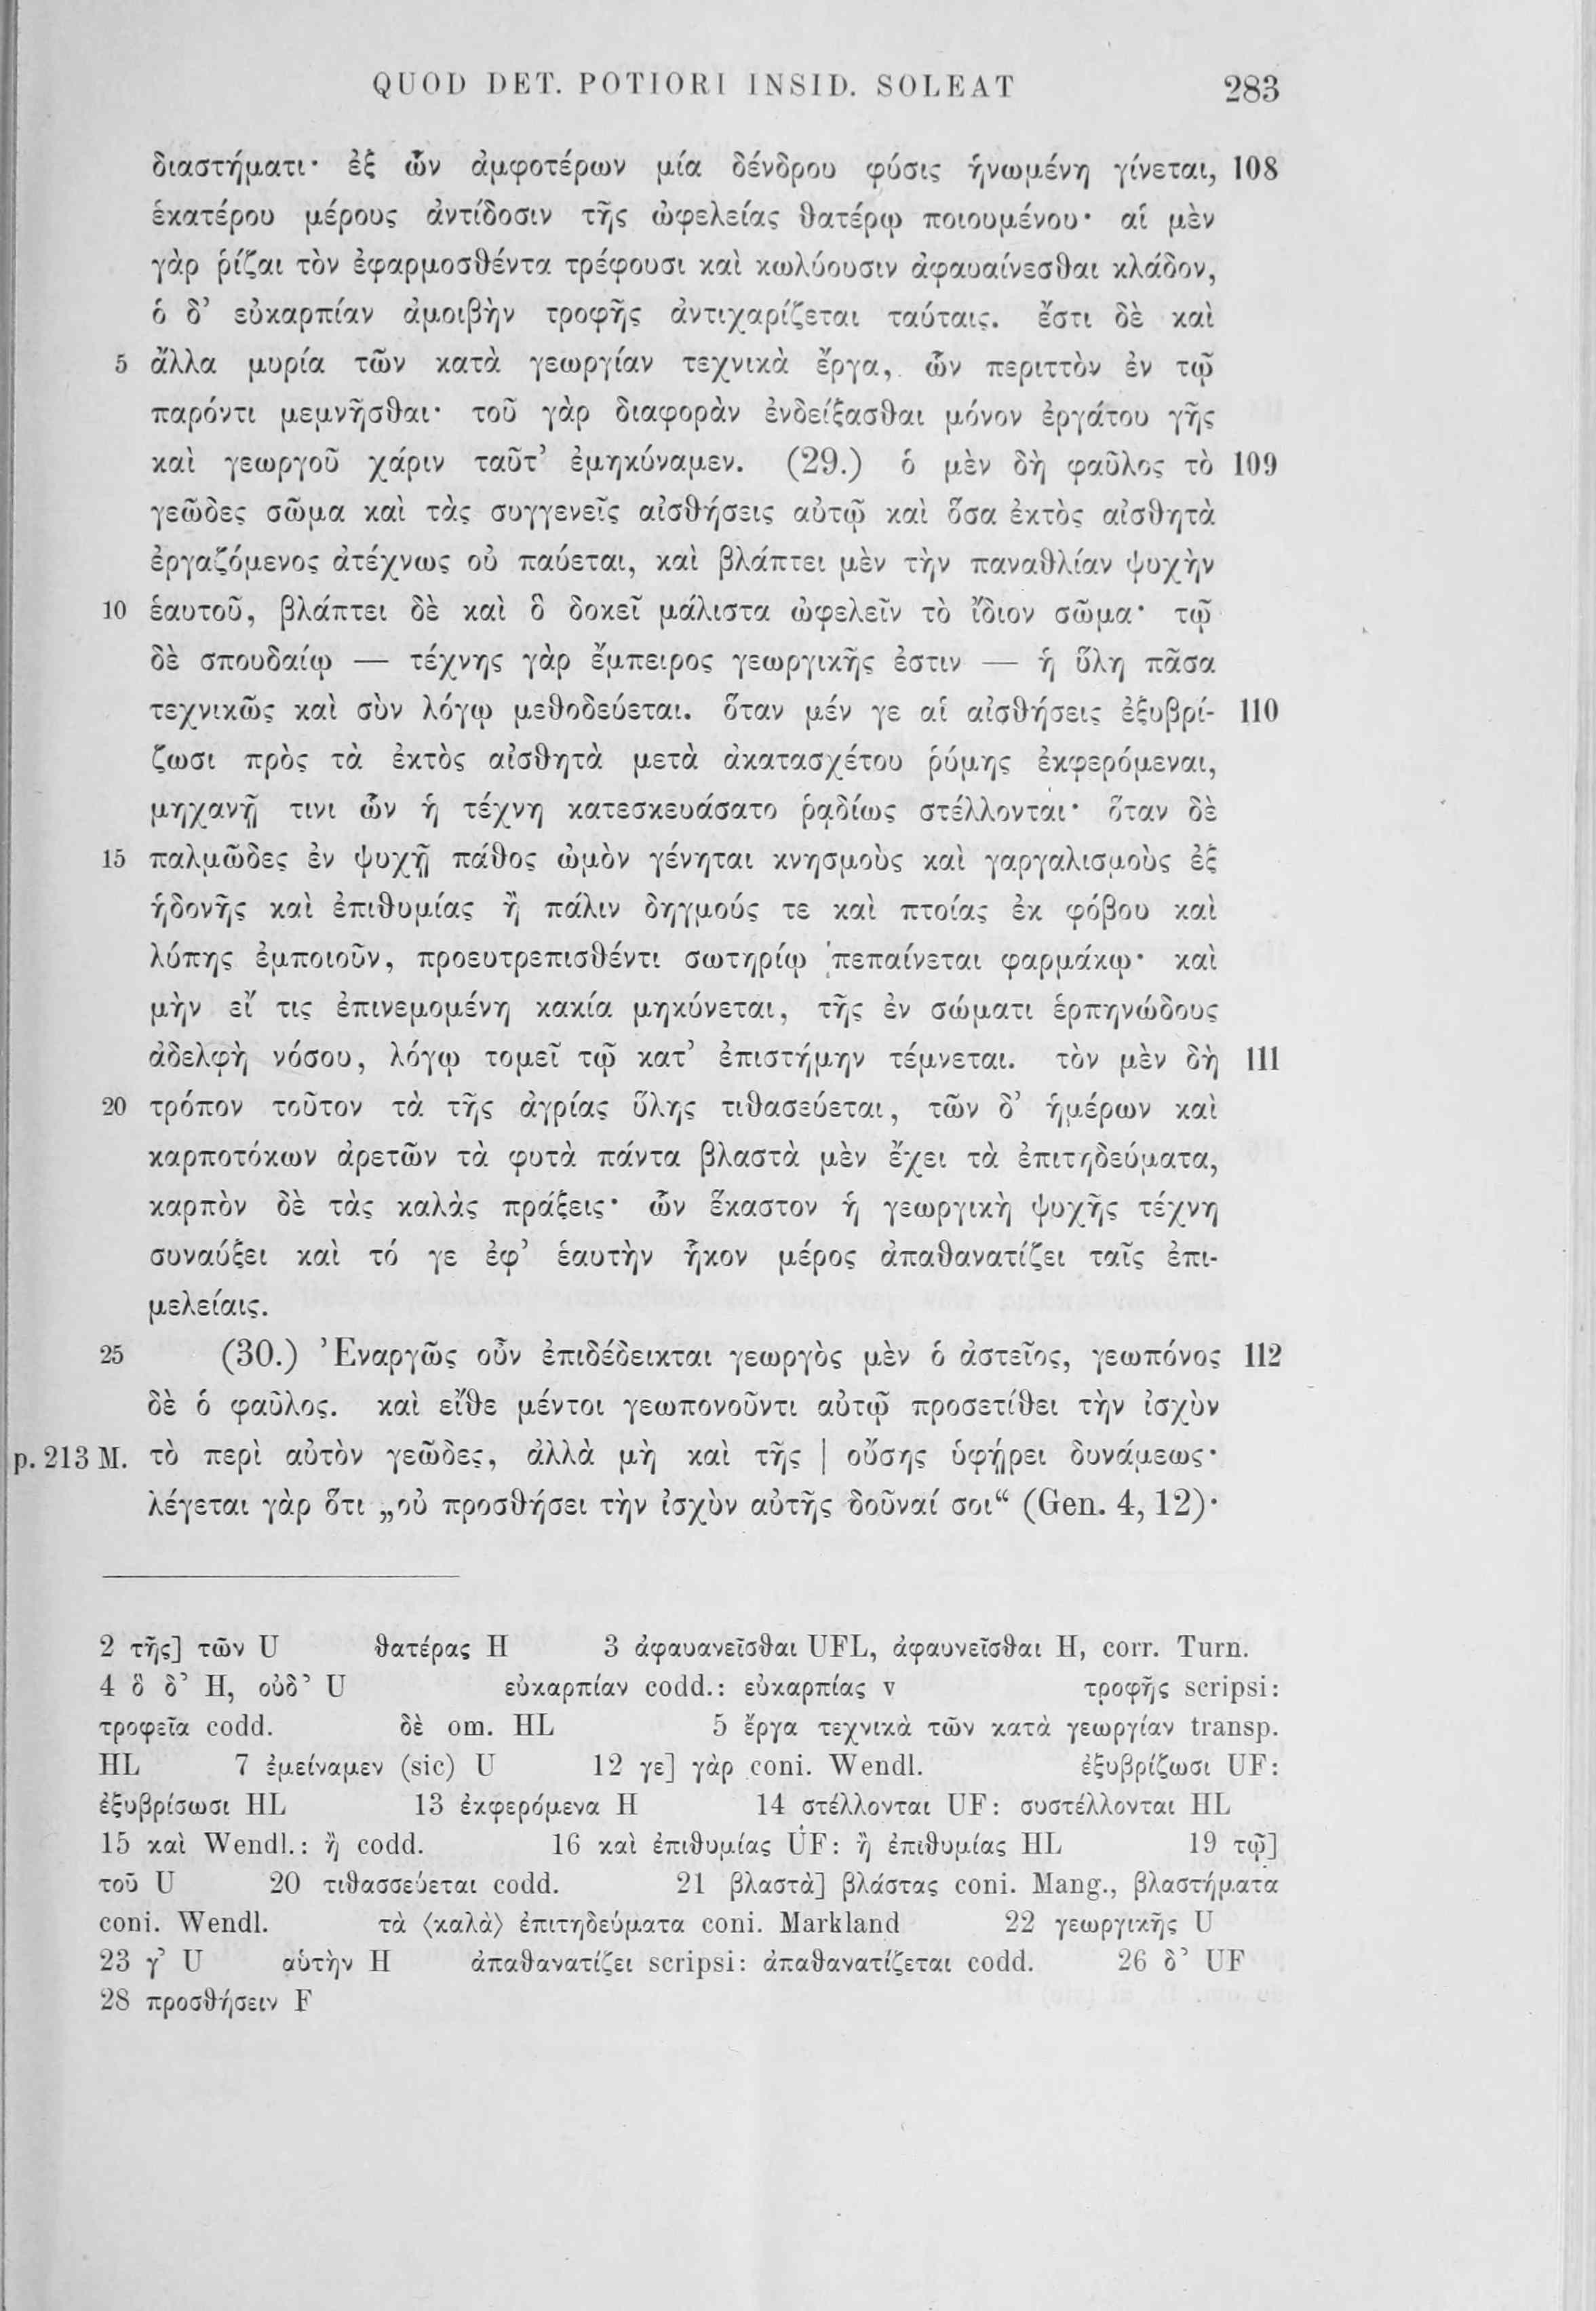 QUOD DET. POTIORI INSID. SOLEAT 283
διαστήματι· ἐξ ὧν ἀμφοτέρων μία δένδρου φύσις ἡνωμένη γίνεται, 108
ἑκατέρου μέρους ἀντίδοσιν τῆς ὠφελείας θατέρῳ ποιουμένου· αἱ μὲν
γὰρ ῥίζαι τὸν ἐφαρμοσθέντα τρέφουσι καὶ κωλύουσιν ἀφαυαίνεσθαι κλάδον,
ὁ δ’ εὐκαρπίαν ἀμοιβὴν τροφῆς ἀντιχαρίζεται ταύταις. ἔστι δὲ καὶ
5 ἄλλα μυρία τῶν κατὰ γεωργίαν τεχνικὰ ἔργα, ὧν περιττὸν ἐν τῷ
παρόντι μεμνῆσθαι· τοῦ γὰρ διαφορὰν ἐνδείξασθαι μόνον ἐργάτου γῆς
καὶ γεωργοῦ χάριν ταῦτ’ ἐμηκύναμεν. (29.) ὁ μὲν δὴ φαῦλος τὸ 109
γεῶδες σῶμα καὶ τὰς συγγενεῖς αἰσθήσεις αὐτῷ καὶ ὅσα ἐκτὸς αἰσθητὰ
ἐργαζόμενος ἀτέχνως οὐ παύεται, καὶ βλάπτει μὲν τὴν παναθλίαν ψυχὴν
10 ἑαυτοῦ, βλάπτει δὲ καὶ ὃ δοκεῖ μάλιστα ὠφελεῖν τὸ ἴδιον σῶμα· τῷ
δὲ σπουδαίῳ — τέχνης γὰρ ἔμπειρος γεωργικῆς ἐστιν — ἡ ὕλη πᾶσα
τεχνικῶς καὶ σὺν λόγῳ μεθοδεύεται. ὅταν μέν γε αἱ αἰσθήσεις ἐξυβρί- 110
ζωσι πρὸς τὰ ἐκτὸς αἰσθητὰ μετὰ ἀκατασχέτου ῥύμης ἐκφερόμεναι,
μηχανῇ τινι ὧν ἡ τέχνη κατεσκευάσατο ῥᾳδίως στέλλονται· ὅταν δὲ
15 παλμῶδες ἐν ψυχῇ πάθος ὠμὸν γένηται κνησμοὺς καὶ γαργαλισμοὺς ἐξ
ἡδονῆς καὶ ἐπιθυμίας ἢ πάλιν δηγμούς τε καὶ πτοίας ἐκ φόβου καὶ
λύπης ἐμποιοῦν, προευτρεπισθέντι σωτηρίῳ πεπαίνεται φαρμάκῳ· καὶ
μὴν εἴ τις ἐπινεμομένη κακία μηκύνεται, τῆς ἐν σώματι ἑρπηνώδους
ἀδελφὴ νόσου, λόγῳ τομεῖ τῷ κατ’ ἐπιστήμην τέμνεται. τὸν μὲν δὴ 111
20 τρόπον τοῦτον τὰ τῆς ἀγρίας ὕλης τιθασεύεται, τῶν δ’ ἡμέρων καὶ
καρποτόκων ἀρετῶν τὰ φυτὰ πάντα βλαστὰ μὲν ἔχει τὰ ἐπιτηδεύματα,
καρπὸν δὲ τὰς καλὰς πράξεις· ὧν ἕκαστον ἡ γεωργικὴ ψυχῆς τέχνη
συναύξει καὶ τό γε ἐφ’ ἑαυτὴν ἧκον μέρος ἀπαθανατίζει ταῖς ἐπι-
μελείαις.
25 (30.) Ἐναργῶς οὖν ἐπιδέδεικται γεωργὸς μὲν ὁ ἀστεῖος, γεωπόνος 112
δὲ ὁ φαῦλος. καὶ εἴθε μέντοι γεωπονοῦντι αὐτῷ προσετίθει τὴν ἰσχὺν
p. 213 M. τὸ περὶ αὐτὸν γεῶδες, ἀλλὰ μὴ καὶ τῆς | οὔσης ὑφῄρει δυνάμεως·
λέγεται γὰρ ὅτι „οὐ προσθήσει τὴν ἰσχὺν αὐτῆς δοῦναί σοι“ (Gen. 4, 12)·
2 τῆς] τῶν U θατέρας H 3 ἀφαυανεῖσθαι UFL, ἀφαυνεῖσθαι H, corr. Turn.
4 ὃ δ’ H, οὐδ’ U εὐκαρπίαν codd.: εὐκαρπίας v τροφῆς scripsi:
τροφεῖα codd. δὲ om. HL 5 ἔργα τεχνικὰ τῶν κατὰ γεωργίαν transp.
HL 7 ἐμείναμεν (sic) U 12 γε] γὰρ coni. Wendl. ἐξυβρίζωσι UF:
ἐξυβρίσωσι HL 13 ἐκφερόμενα H 14 στέλλονται UF: συστέλλονται HL
15 καὶ Wendl.: ἢ codd. 16 καὶ ἐπιθυμίας UF: ἢ ἐπιθυμίας HL 19 τῷ]
τοῦ U 20 τιθασσεύεται codd. 21 βλαστὰ] βλάστας coni. Mang., βλαστήματα
coni. Wendl. τὰ ⟨καλὰ⟩ ἐπιτηδεύματα coni. Markland 22 γεωργικῆς U
23 γ’ U αὑτὴν H ἀπαθανατίζει scripsi: ἀπαθανατίζεται codd. 26 δ’ UF
28 προσθήσειν F